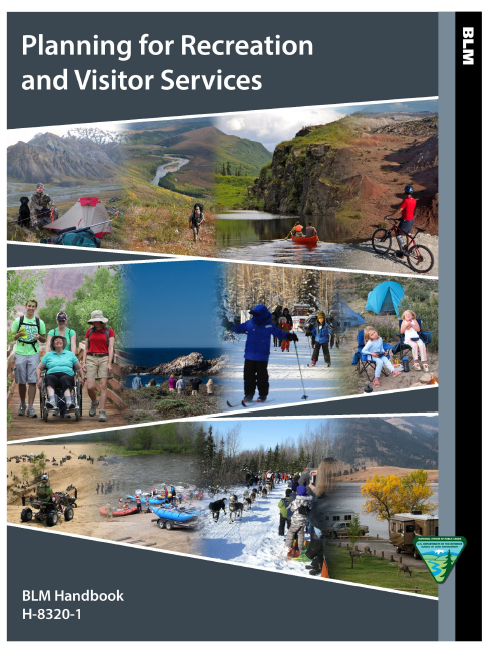 Planning for Recreation
and Visitor Services
BLM
BLM Handbook
H-8320-1